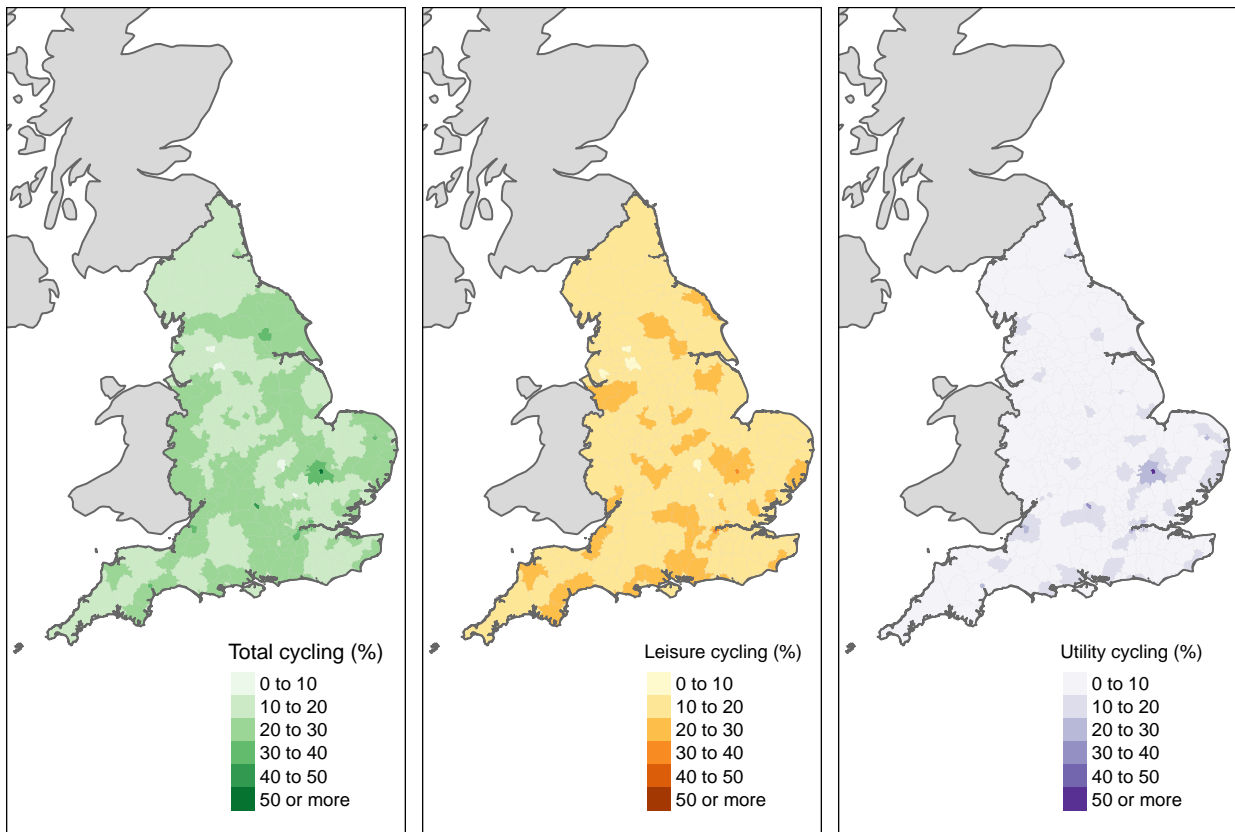 Total cycling (%)
0 to 10
10 to 20
20 to 30
30 to 40
40 to 50
50 or more
Leisure cycling (%)
0 to 10
10 to 20
20 to 30
30 to 40
40 to 50
50 or more
Utility cycling (%)
0 to 10
10 to 20
20 to 30
30 to 40
40 to 50
50 or more